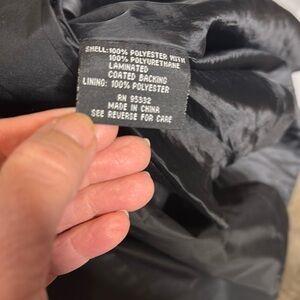 SHELL:100% POLYESTER WITH
100% POLYURETHANE
LAMINATED
COATED BACKING
LINING: 100% POLYESTER
RN 95332
MADE IN CHINA
SEE REVERSE FOR CARE